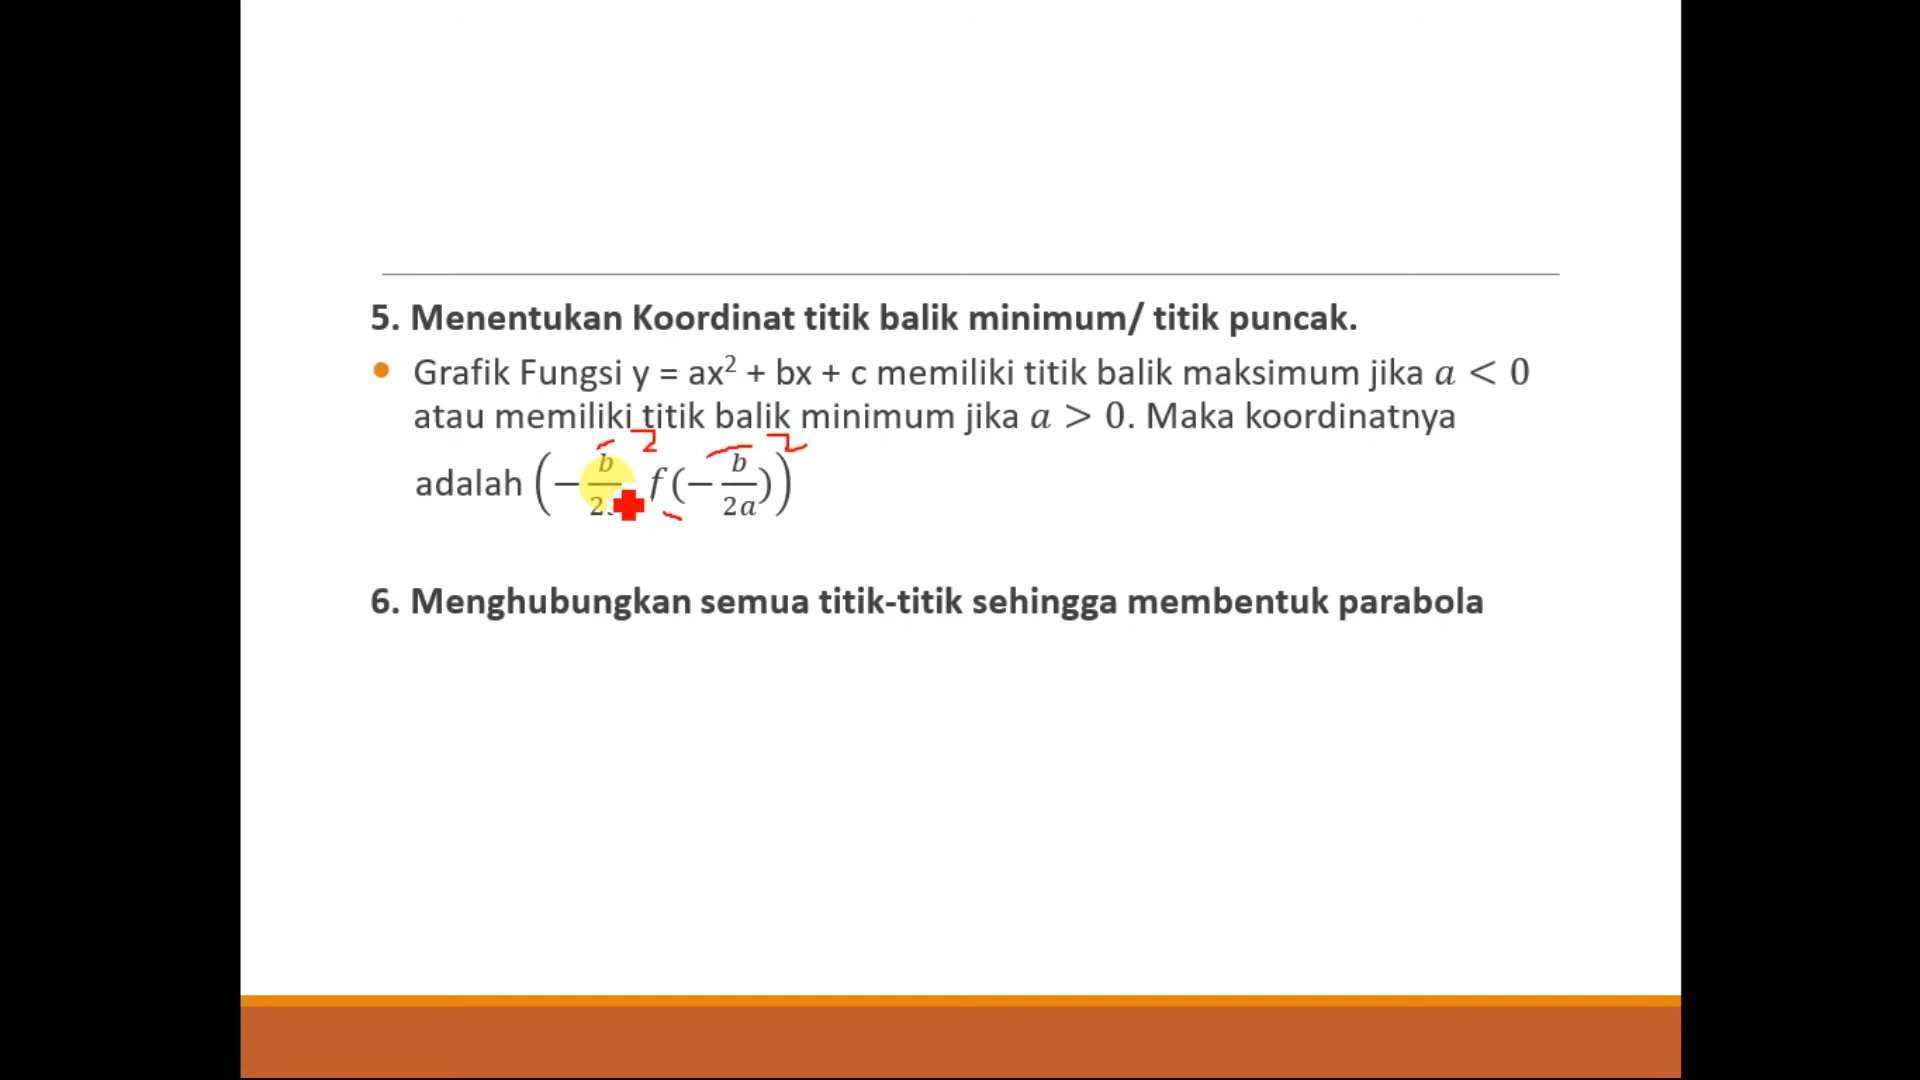 5. Menentukan Koordinat titik balik minimum/ titik puncak.
Grafik Fungsi y = ax² + bx + c memiliki titik balik maksimum jika a < 0
atau memiliki titik balik minimum jika a > 0. Maka koordinatnya
adalah (−b/2 f(−b/2a))
6. Menghubungkan semua titik-titik sehingga membentuk parabola